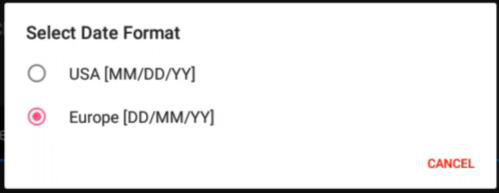 Select Date Format
USA [MM/DD/YY]
Europe [DD/MM/YY]
CANCEL